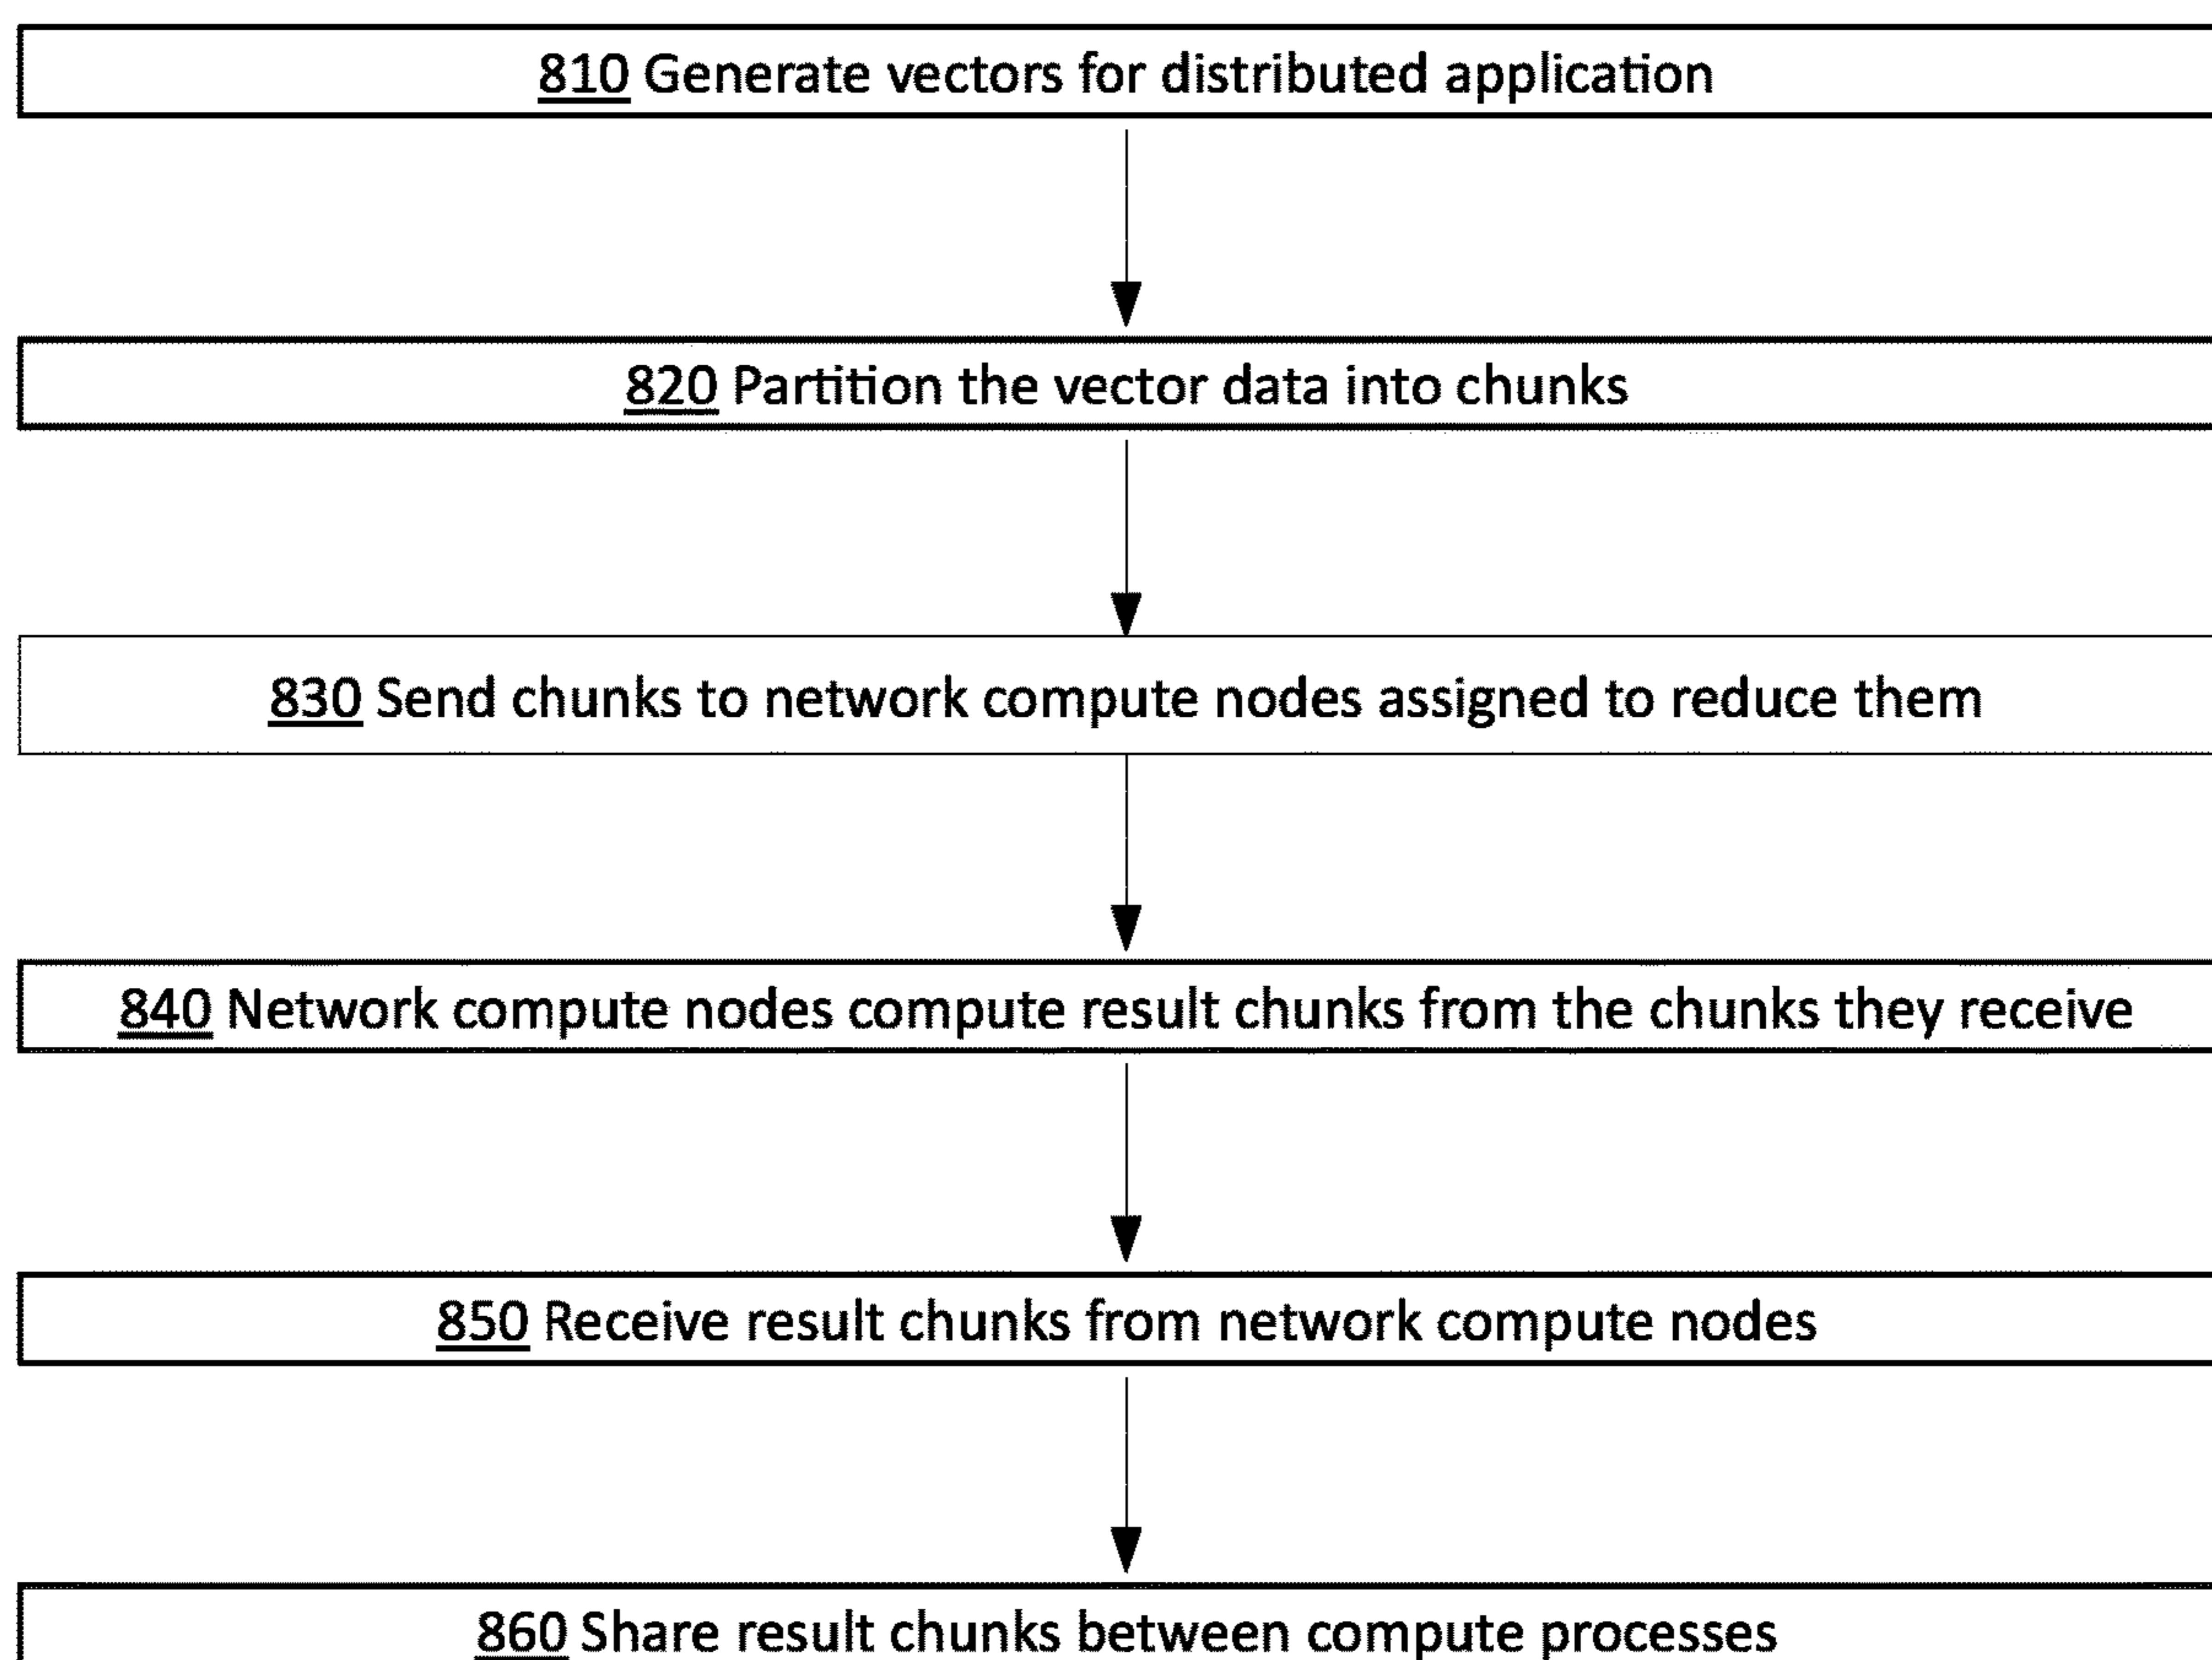 810 Generate vectors for distributed application
820 Partition the vector data into chunks
830 Send chunks to network compute nodes assigned to reduce them
840 Network compute nodes compute result chunks from the chunks they receive
850 Receive result chunks from network compute nodes
860 Share result chunks between compute processes